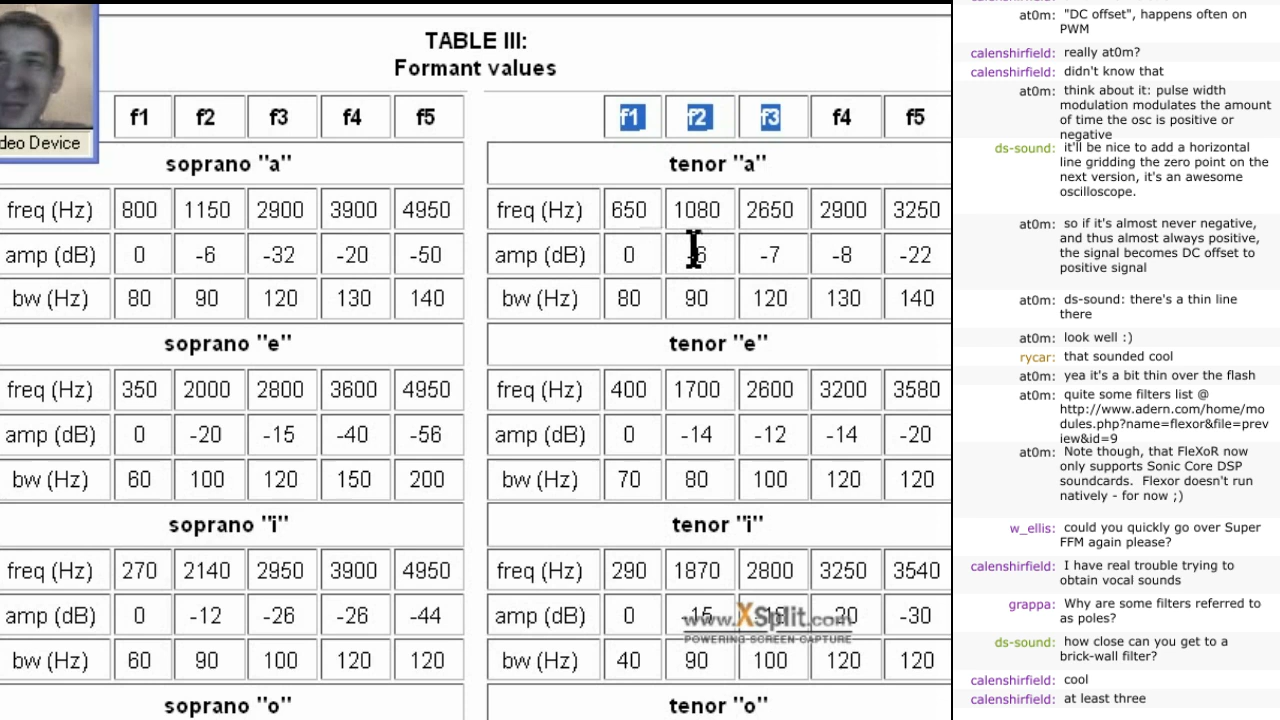 TABLE III:
Formant values
f1 f2 f3 f4 f5
soprano "a"
freq (Hz) 800 1150 2900 3900 4950
amp (dB) 0 -6 -32 -20 -50
bw (Hz) 80 90 120 130 140
soprano "e"
freq (Hz) 350 2000 2800 3600 4950
amp (dB) 0 -20 -15 -40 -56
bw (Hz) 60 100 120 150 200
soprano "i"
freq (Hz) 270 2140 2950 3900 4950
amp (dB) 0 -12 -26 -26 -44
bw (Hz) 60 90 100 120 120
soprano "o"
f1 f2 f3 f4 f5
tenor "a"
freq (Hz) 650 1080 2650 2900 3250
amp (dB) 0 -6 -7 -8 -22
bw (Hz) 80 90 120 130 140
tenor "e"
freq (Hz) 400 1700 2600 3200 3580
amp (dB) 0 -14 -12 -14 -20
bw (Hz) 70 80 100 120 120
tenor "i"
freq (Hz) 290 1870 2800 3250 3540
amp (dB) 0 -15 -20 -30
bw (Hz) 40 90 100 120 120
tenor "o"
deo Device
www.XSplit.com
POWERING SCREEN CAPTURE
at0m: "DC offset", happens often on
PWM
calenshirfield: really at0m?
calenshirfield: didn't know that
at0m: think about it: pulse width
modulation modulates the amount
of time the osc is positive or
negative
ds-sound: it'll be nice to add a horizontal
line gridding the zero point on the
next version, it's an awesome
oscilloscope.
at0m: so if it's almost never negative,
and thus almost always positive,
the signal becomes DC offset to
positive signal
at0m: ds-sound: there's a thin line
there
at0m: look well :)
rycar: that sounded cool
at0m: yea it's a bit thin over the flash
at0m: quite some filters list @
http://www.adern.com/home/mo
dules.php?name=flexor&file=prev
iew&id=9
at0m: Note though, that FleXoR now
only supports Sonic Core DSP
soundcards. Flexor doesn't run
natively - for now ;)
w_ellis: could you quickly go over Super
FFM again please?
calenshirfield: I have real trouble trying to
obtain vocal sounds
grappa: Why are some filters referred to
as poles?
ds-sound: how close can you get to a
brick-wall filter?
calenshirfield: cool
calenshirfield: at least three